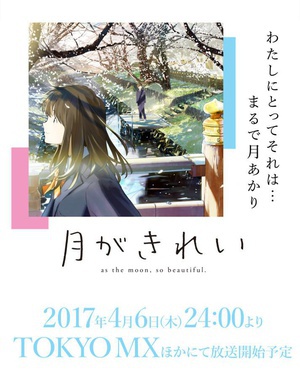 わたしにとってそれは…
まるで月あかり
月がきれい
as the moon, so beautiful.
2017年4月6日(木)24:00より
TOKYO MXほかにて放送開始予定